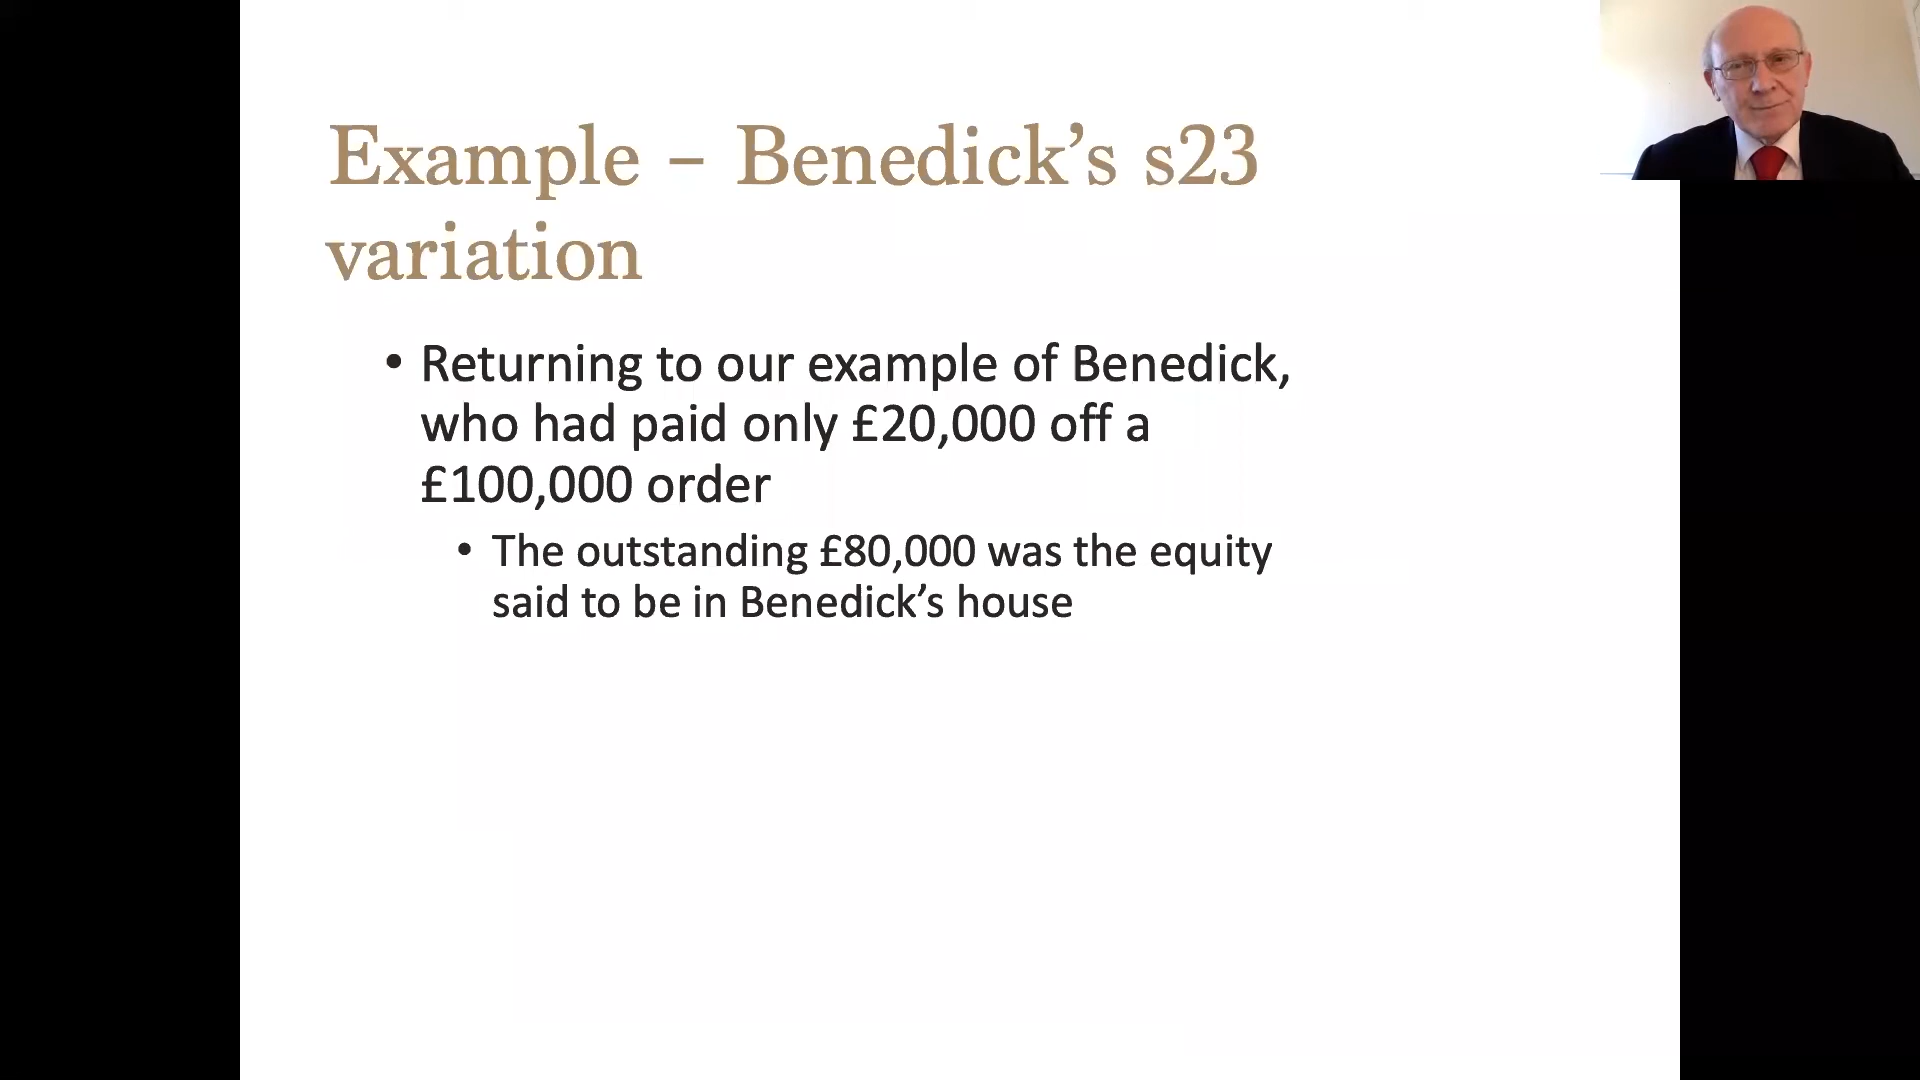 Example – Benedick’s s23
variation
• Returning to our example of Benedick,
who had paid only £20,000 off a
£100,000 order
• The outstanding £80,000 was the equity
said to be in Benedick’s house